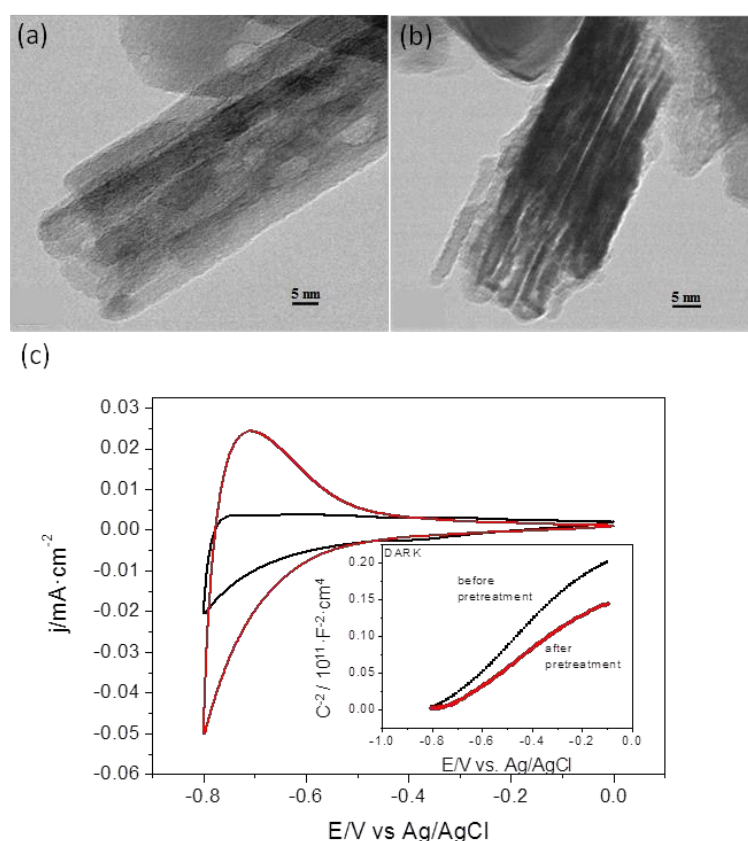 (a)
5 nm
(b)
5 nm
(c)
j/mA·cm⁻²
0.03
0.02
0.01
0.00
-0.01
-0.02
-0.03
-0.04
-0.05
-0.06
-0.8
-0.6
-0.4
-0.2
0.0
E/V vs Ag/AgCl
DARK
before
pretreatment
after
pretreatment
C⁻² / 10¹¹·F⁻²·cm⁴
0.20
0.15
0.10
0.05
0.00
-1.0
-0.8
-0.6
-0.4
-0.2
0.0
E/V vs. Ag/AgCl